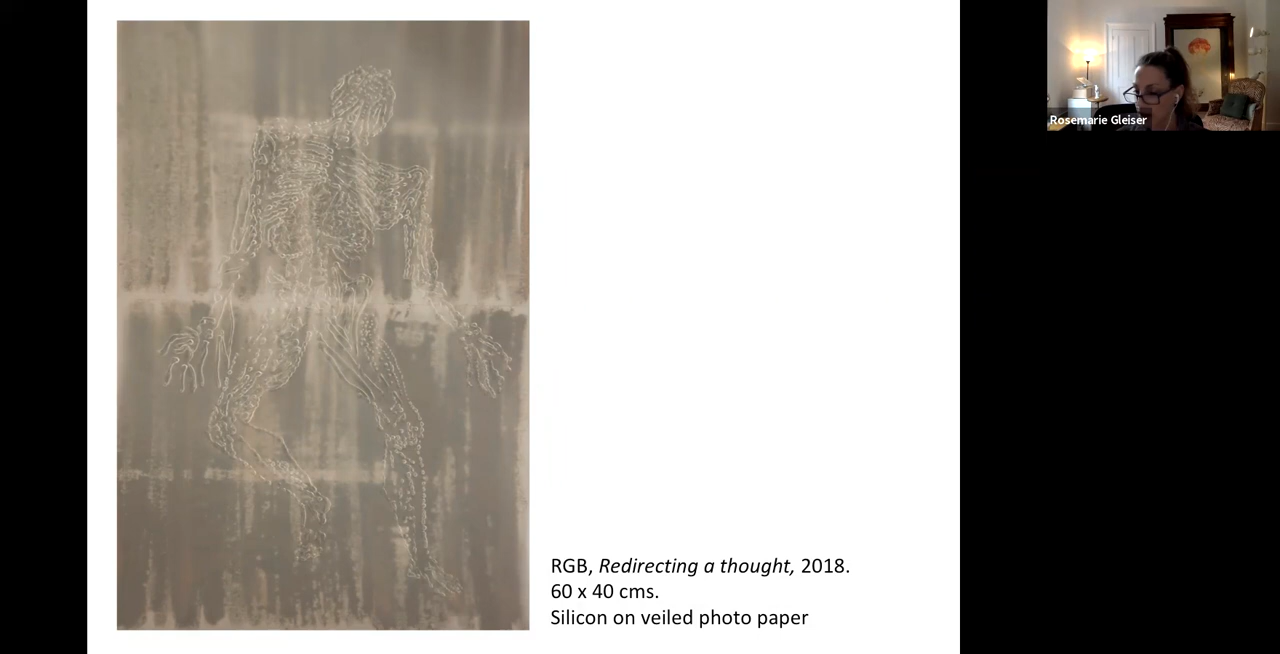 Rosemarie Gleiser
RGB, Redirecting a thought, 2018.
60 x 40 cms.
Silicon on veiled photo paper